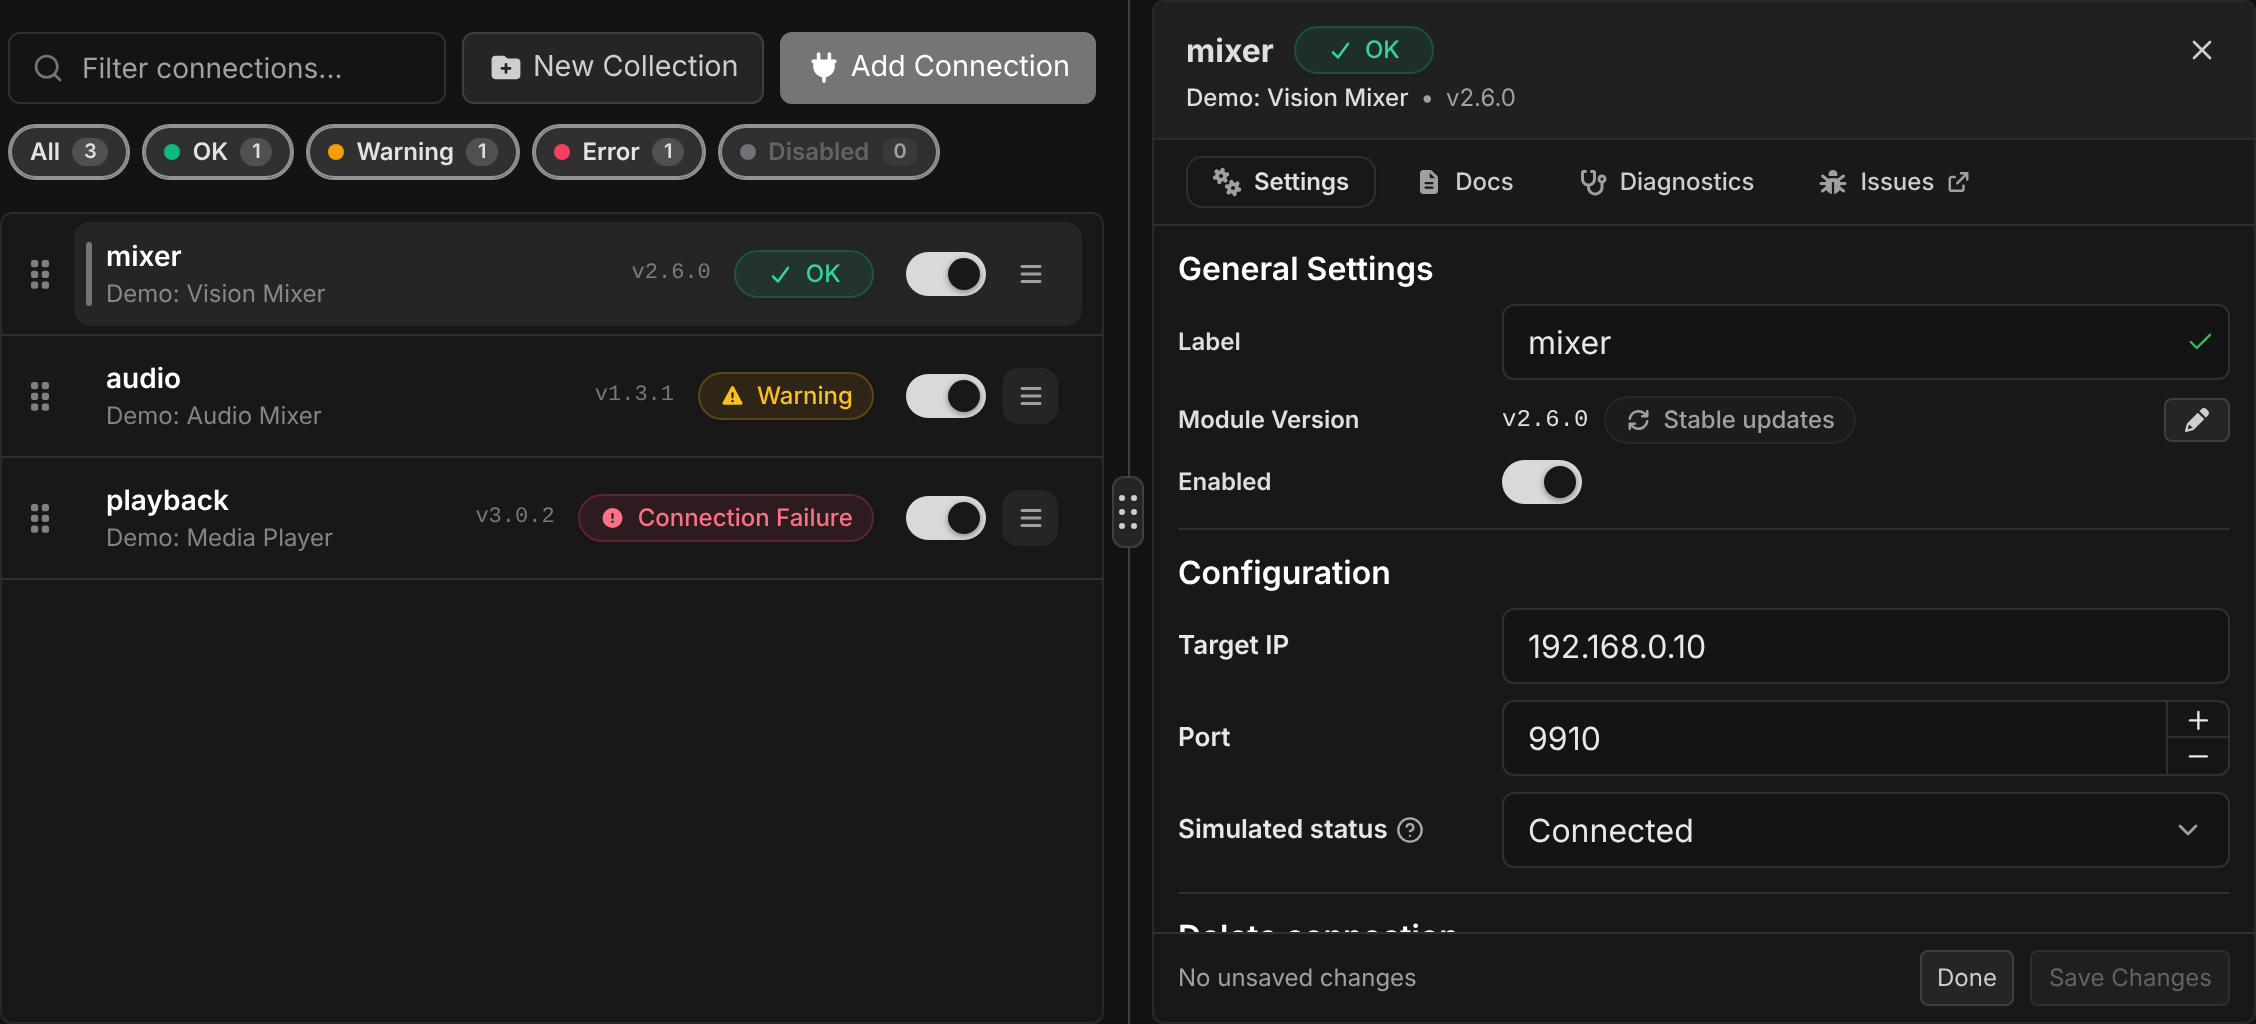 Filter connections...
New Collection
Add Connection
All 3
OK 1
Warning 1
Error 1
Disabled 0
mixer
Demo: Vision Mixer
v2.6.0
OK
audio
Demo: Audio Mixer
v1.3.1
Warning
playback
Demo: Media Player
v3.0.2
Connection Failure
mixer
OK
Demo: Vision Mixer • v2.6.0
Settings
Docs
Diagnostics
Issues
General Settings
Label
mixer
Module Version
v2.6.0
Stable updates
Enabled
Configuration
Target IP
192.168.0.10
Port
9910
Simulated status
Connected
Delete connection
No unsaved changes
Done
Save Changes